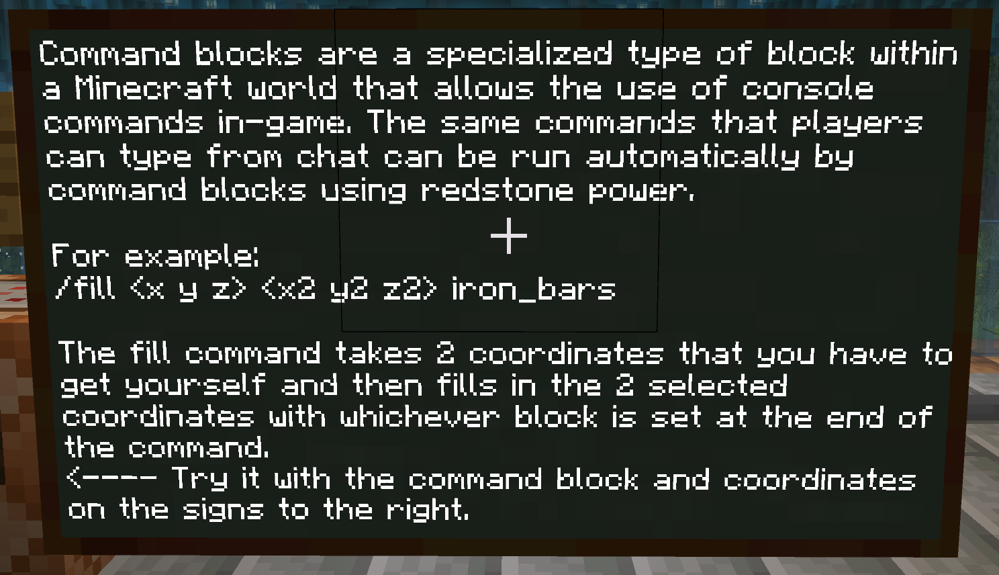 Command blocks are a specialized type of block within
a Minecraft world that allows the use of console
commands in-game. The same commands that players
can type from chat can be run automatically by
command blocks using redstone power.
For example:
/fill <x y z> <x2 y2 z2> iron_bars
The fill command takes 2 coordinates that you have to
get yourself and then fills in the 2 selected
coordinates with whichever block is set at the end of
the command.
<---- Try it with the command block and coordinates
on the signs to the right.